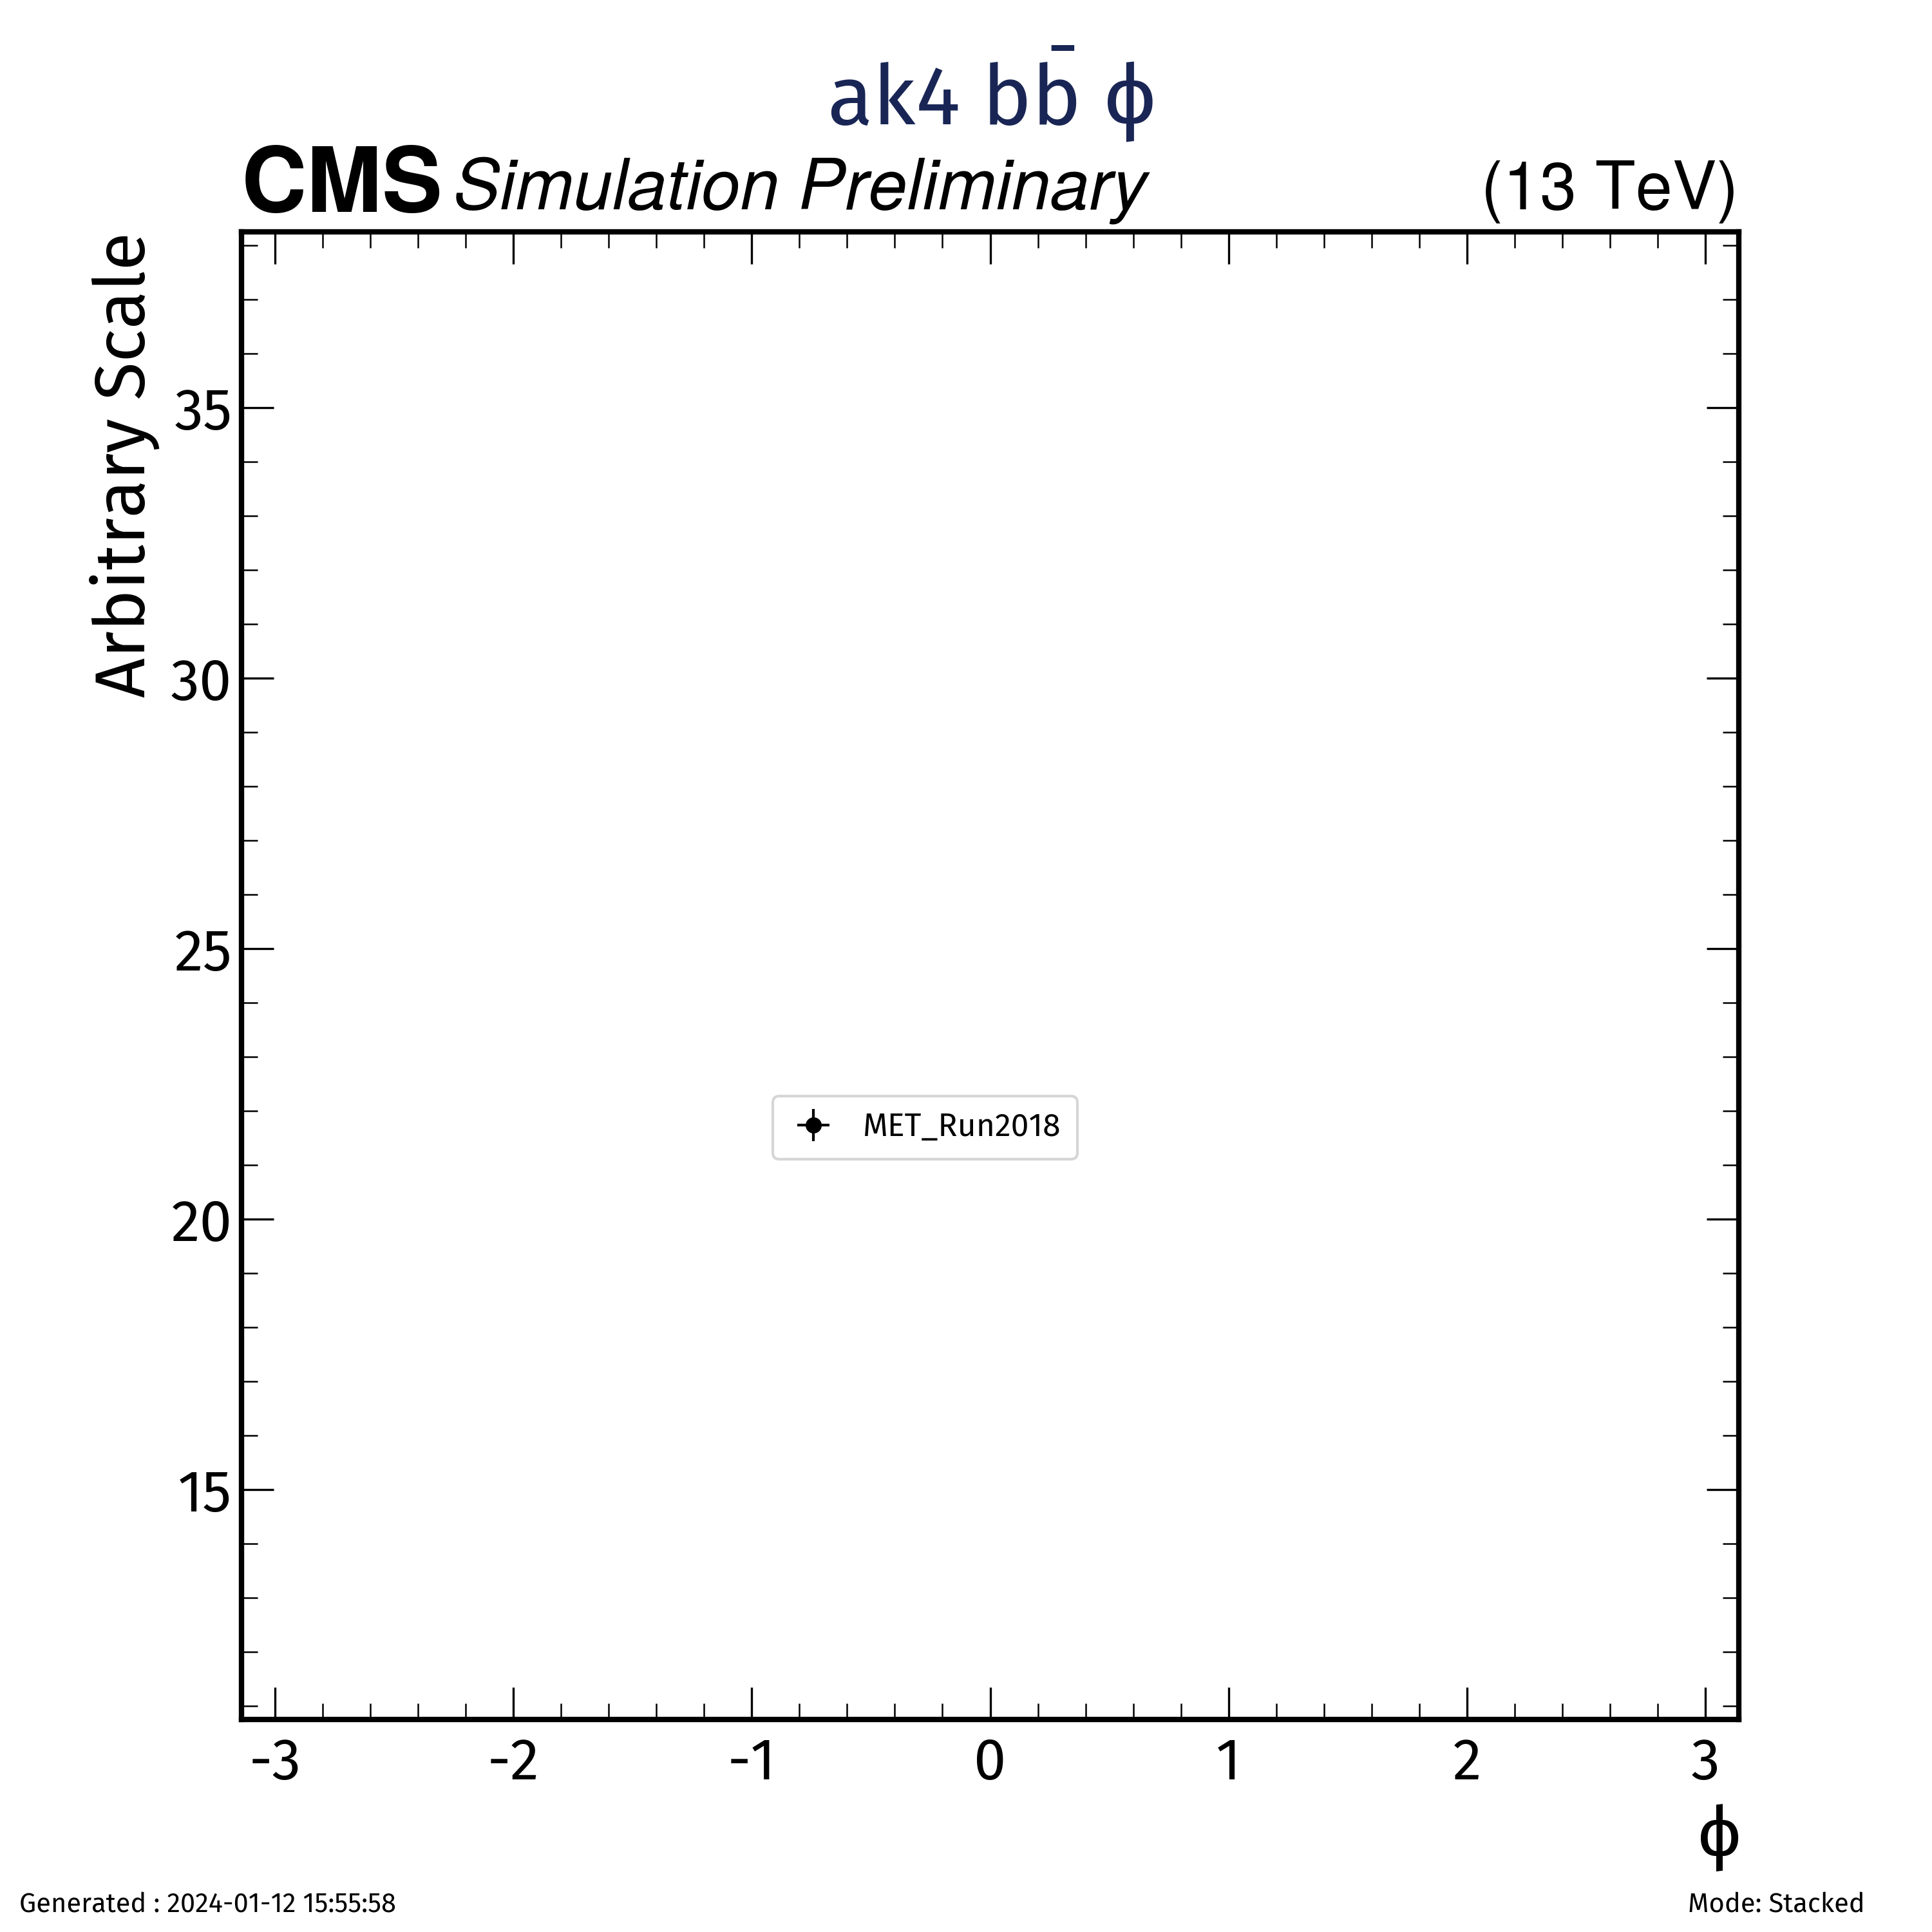 ak4 bb̄ ϕ
CMS Simulation Preliminary (13 TeV)
Arbitrary Scale
35
30
25
20
15
MET_Run2018
-3 -2 -1 0 1 2 3
ϕ
Generated : 2024-01-12 15:55:58
Mode: Stacked